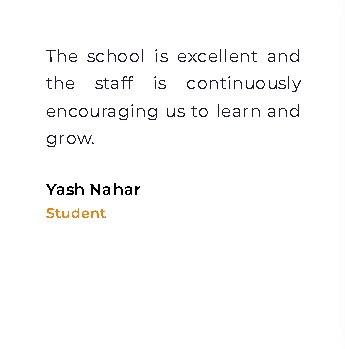 The school is excellent and
the staff is continuously
encouraging us to learn and
grow.
Yash Nahar
Student